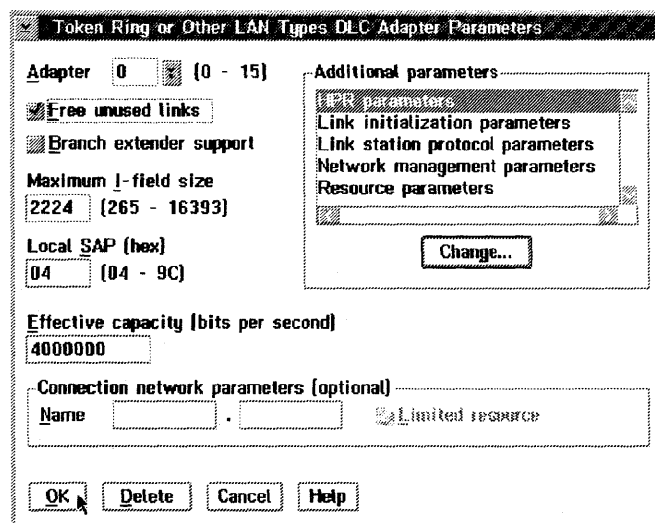 Token Ring or Other LAN Types DLC Adapter Parameters
Adapter 0 (0 - 15)
Free unused links
Branch extender support
Maximum I-field size
2224 (265 - 16393)
Local SAP (hex)
04 (04 - 9C)
Additional parameters
HPR parameters
Link initialization parameters
Link station protocol parameters
Network management parameters
Resource parameters
Change...
Effective capacity (bits per second)
4000000
Connection network parameters (optional)
Name . Limited resource
OK Delete Cancel Help